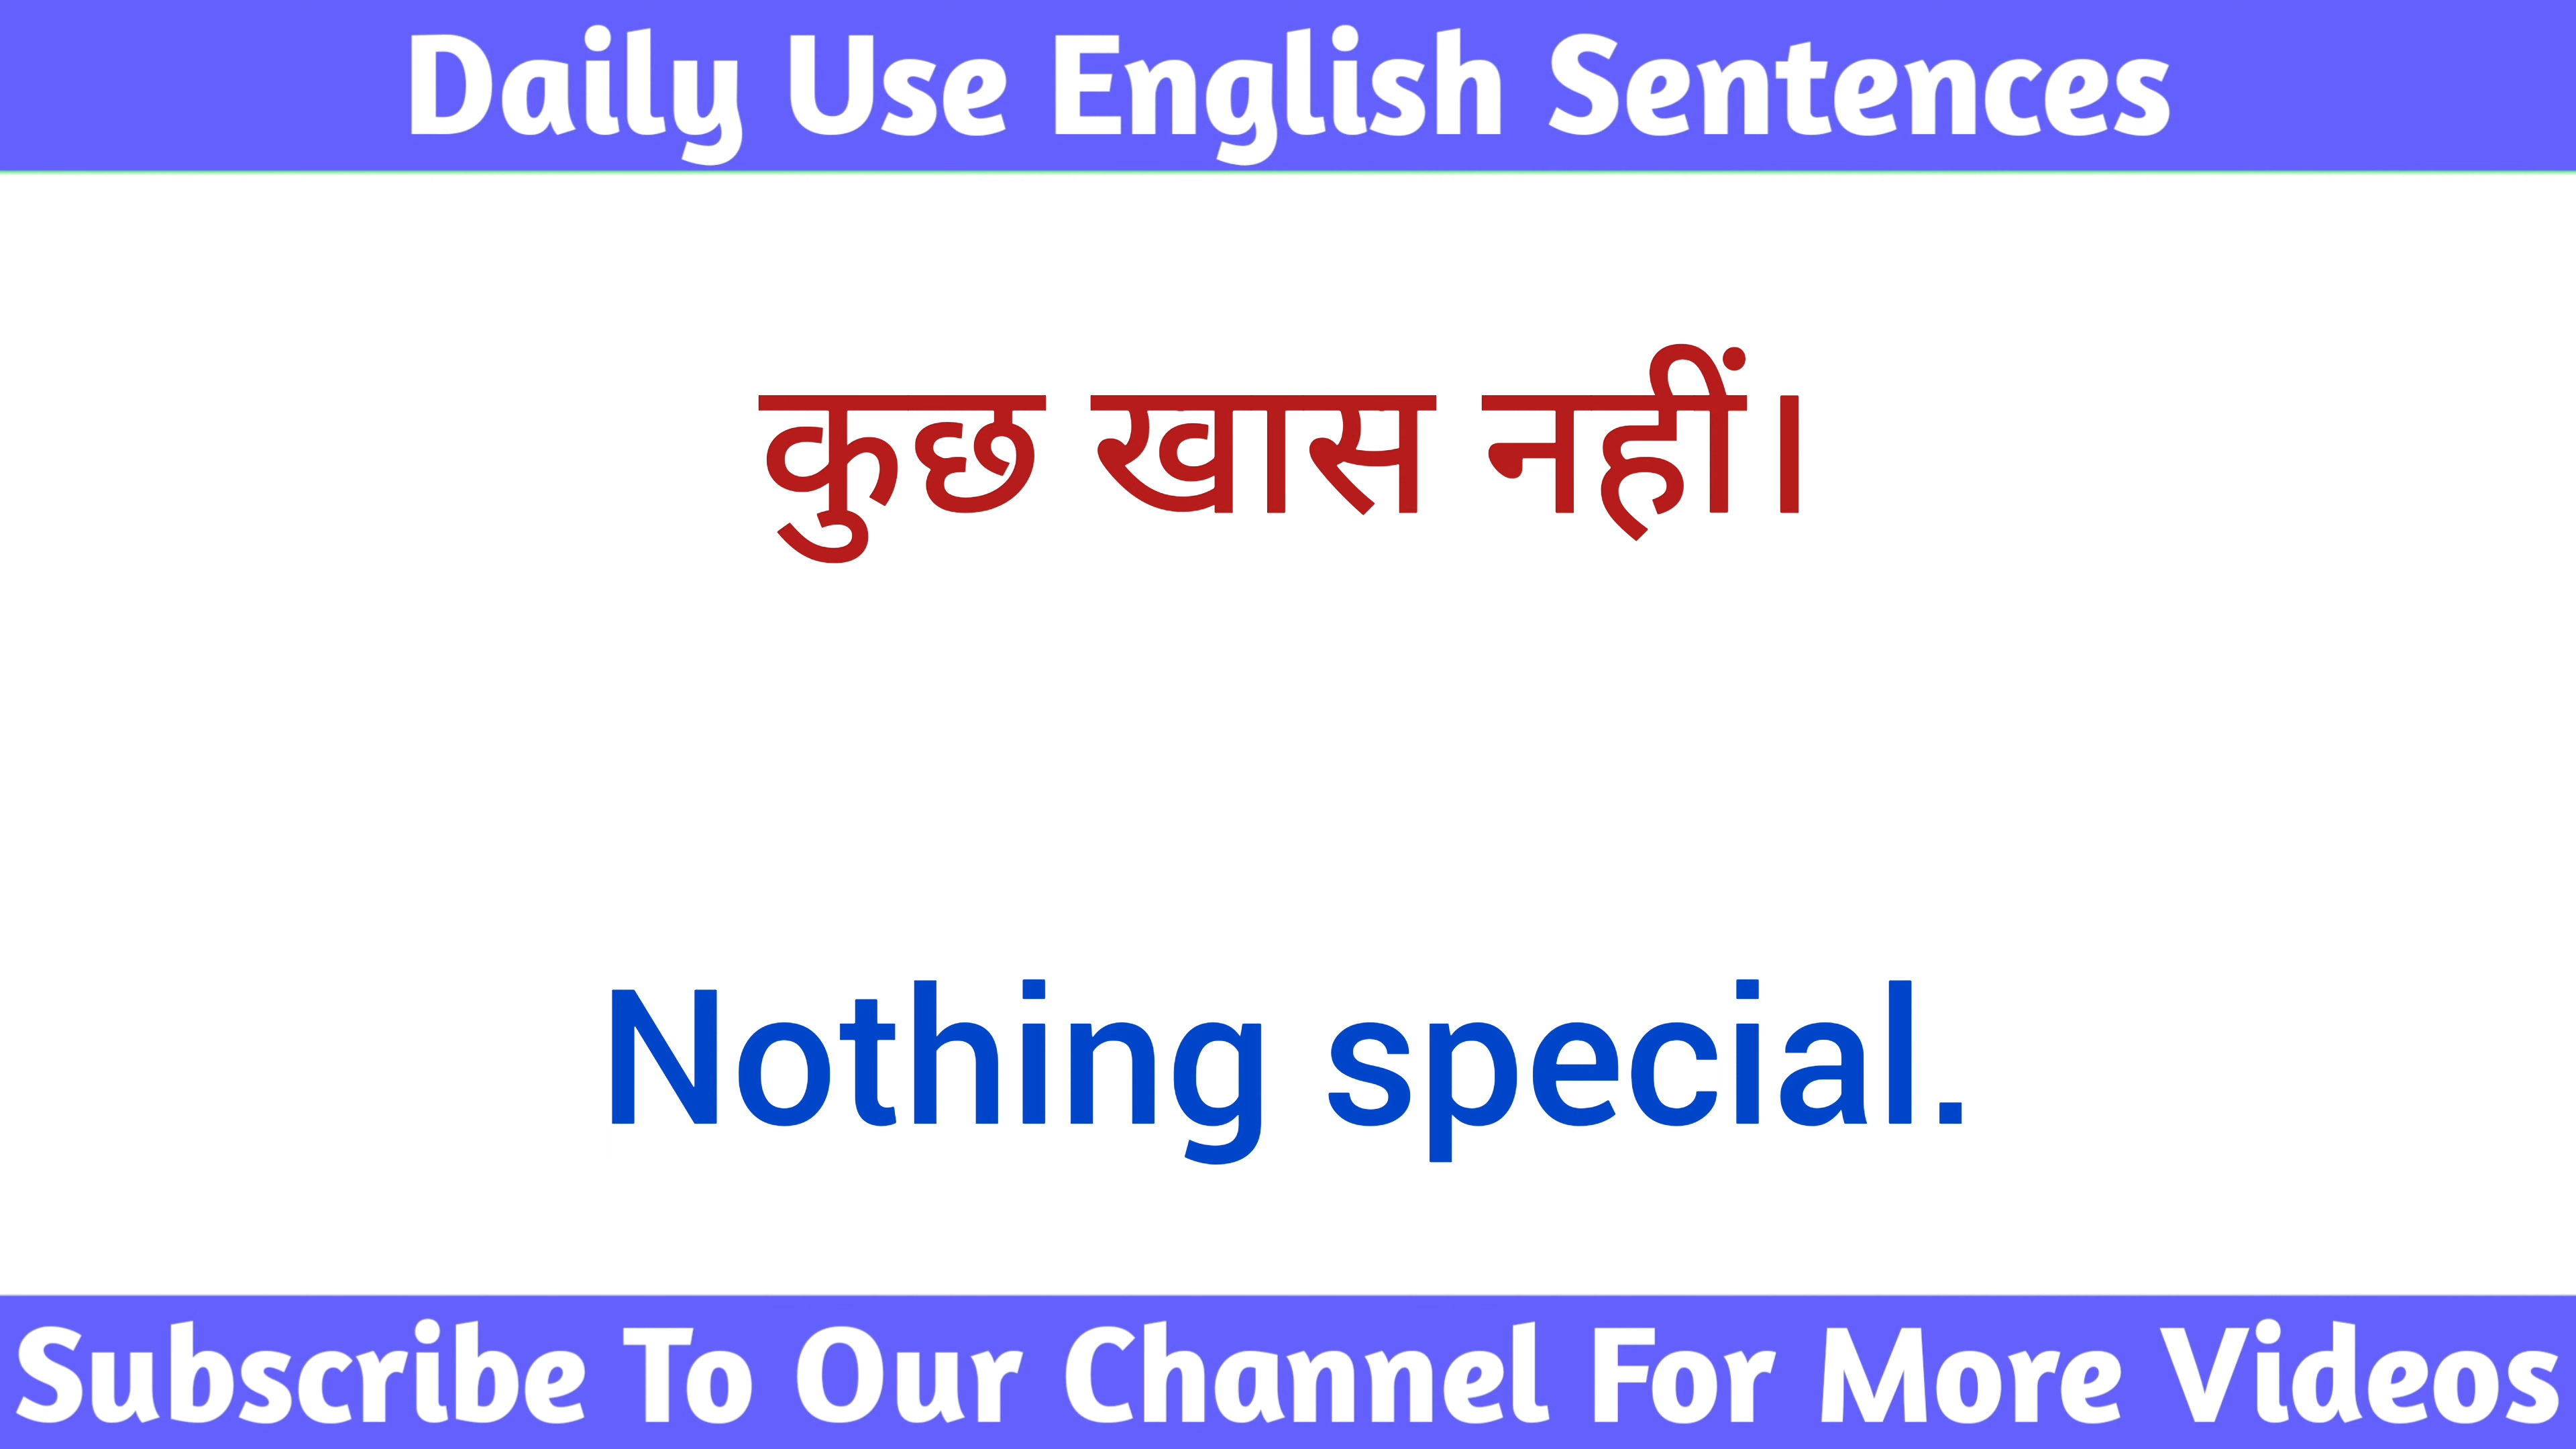 Daily Use English Sentences
कुछ खास नहीं।
Nothing special.
Subscribe To Our Channel For More Videos